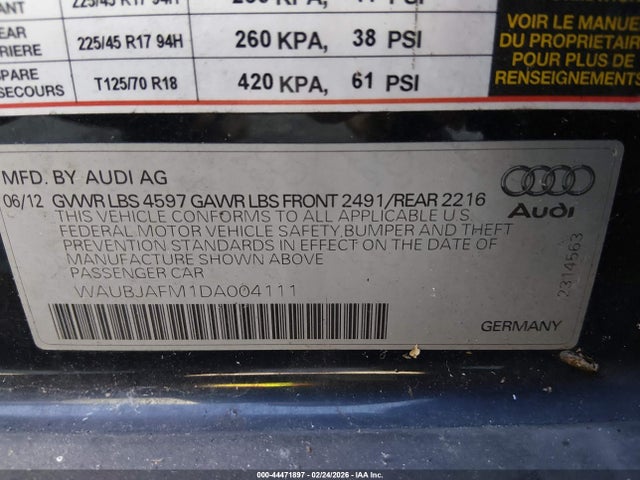 225/45 R17 94H
EAR 225/45 R17 94H 260 KPA, 38 PSI
RIERE
SPARE T125/70 R18 420 KPA, 61 PSI
SECOURS
VOIR LE MANUEL
DU PROPRIÉTAIRE
POUR PLUS DE
RENSEIGNEMENTS
MFD. BY AUDI AG
06/12 GVWR LBS 4597 GAWR LBS FRONT 2491/REAR 2216
THIS VEHICLE CONFORMS TO ALL APPLICABLE U.S.
FEDERAL MOTOR VEHICLE SAFETY,BUMPER AND THEFT
PREVENTION STANDARDS IN EFFECT ON THE DATE OF
MANUFACTURE SHOWN ABOVE
PASSENGER CAR
WAUBJAFM1DA004111
Audi
2314563
GERMANY
000-44471897 - 02/24/2026 - IAA Inc.